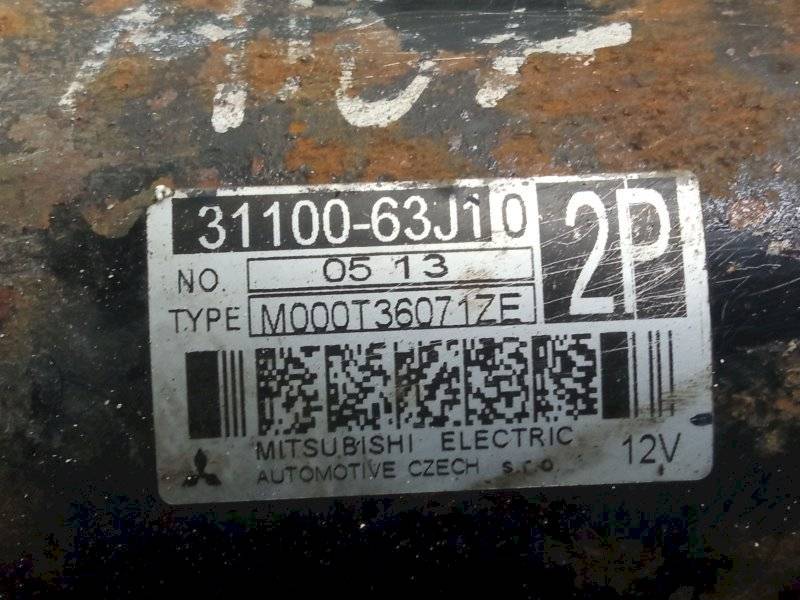 31100-63J10
2P
NO. 05 13
TYPE M000T36071ZE
MITSUBISHI ELECTRIC
AUTOMOTIVE CZECH s.r.o.
12V